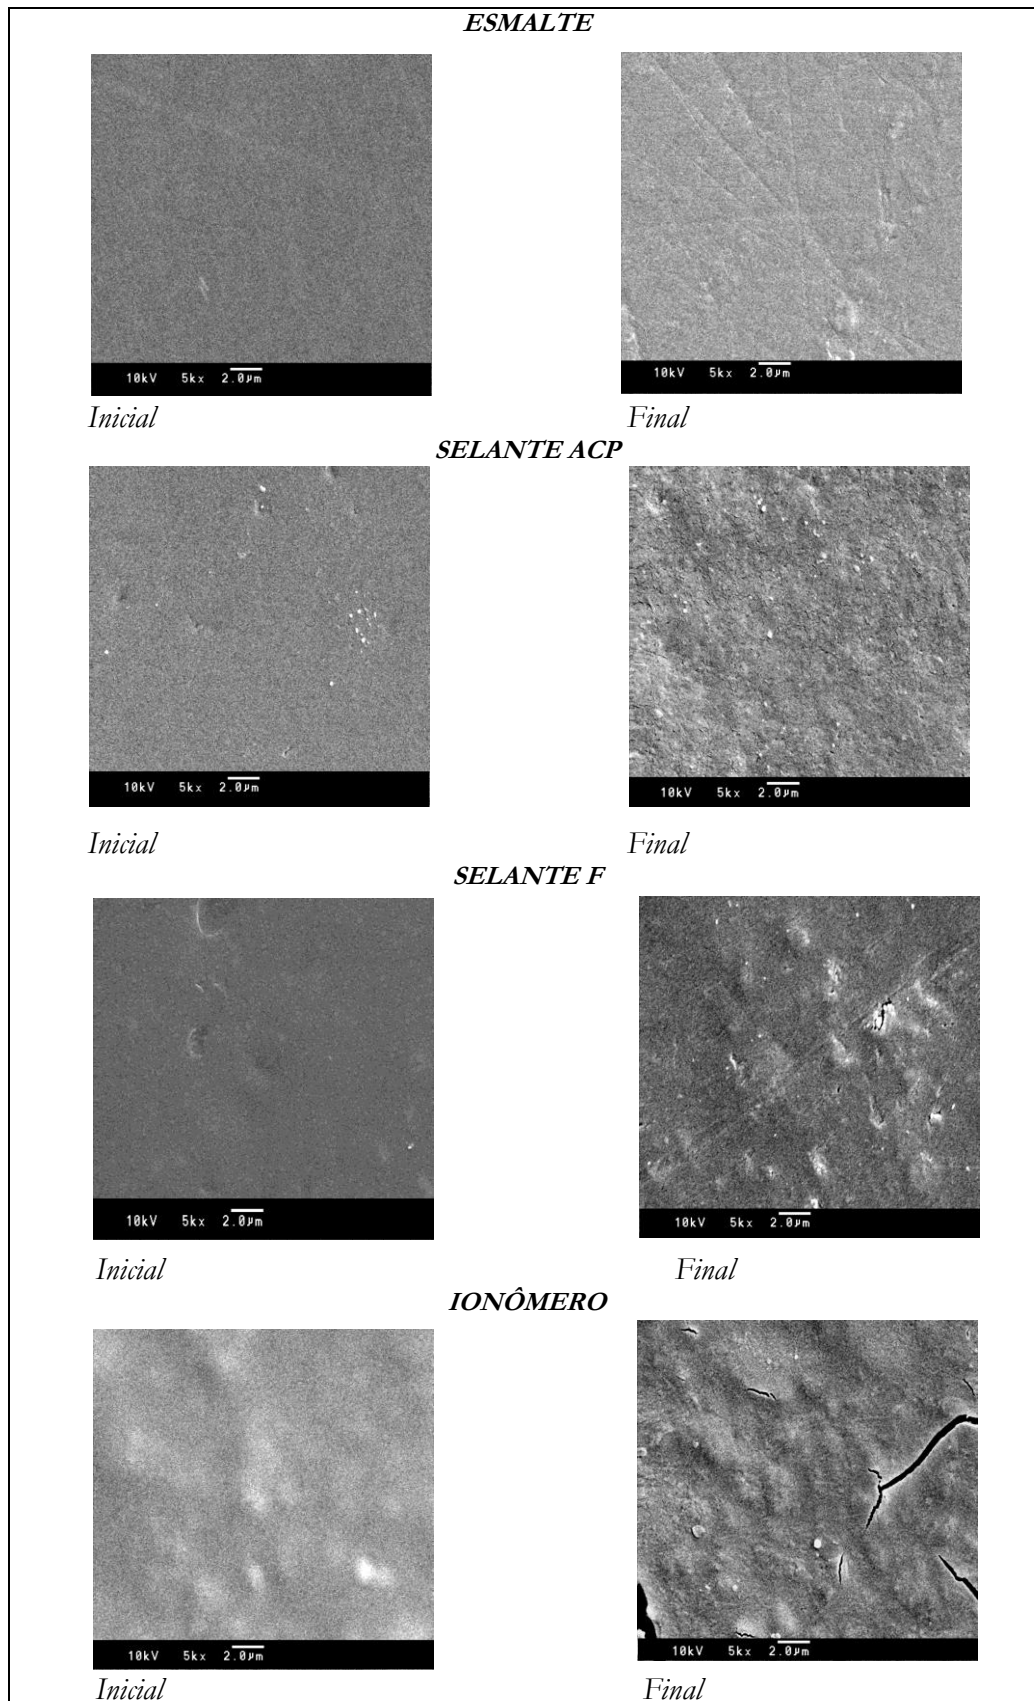 ESMALTE
10kV 5kx 2.0µm
10kV 5kx 2.0µm
Inicial Final
SELANTE ACP
10kV 5kx 2.0µm
10kV 5kx 2.0µm
Inicial Final
SELANTE F
10kV 5kx 2.0µm
10kV 5kx 2.0µm
Inicial Final
IONÔMERO
10kV 5kx 2.0µm
10kV 5kx 2.0µm
Inicial Final